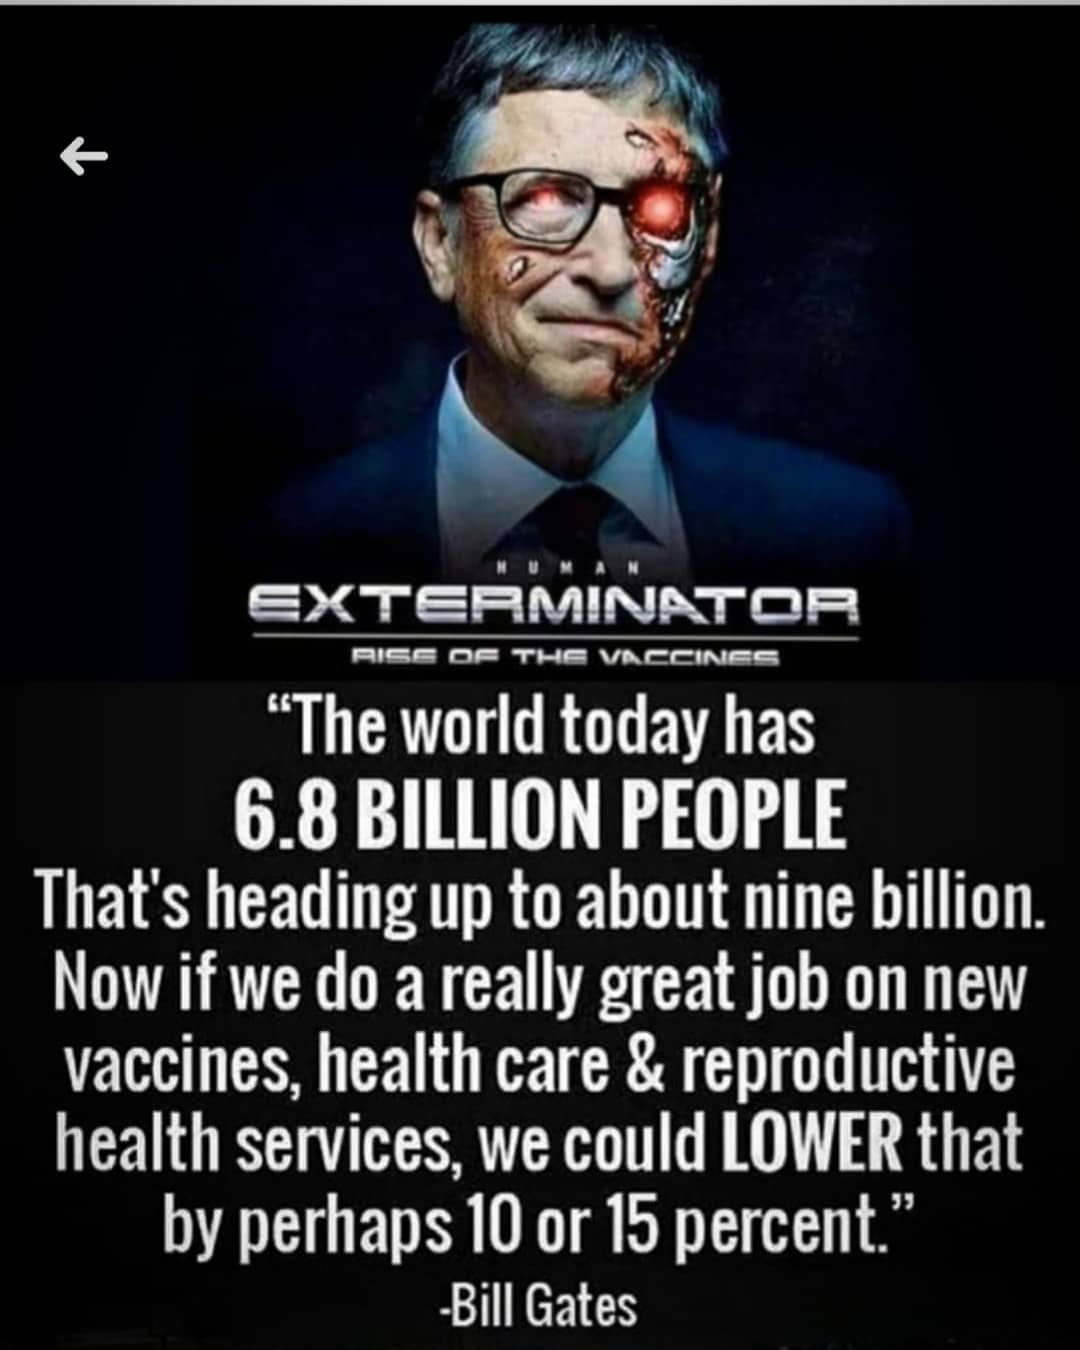 HUMAN
EXTERMINATOR
RISE OF THE VACCINES
“The world today has
6.8 BILLION PEOPLE
That's heading up to about nine billion.
Now if we do a really great job on new
vaccines, health care & reproductive
health services, we could LOWER that
by perhaps 10 or 15 percent.”
-Bill Gates